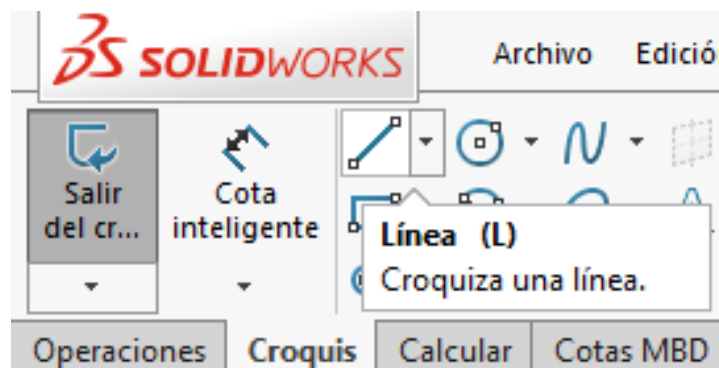 SOLIDWORKS
Archivo Edició
Salir
del cr...
Cota
inteligente
Línea (L)
Croquiza una línea.
Operaciones Croquis Calcular Cotas MBD